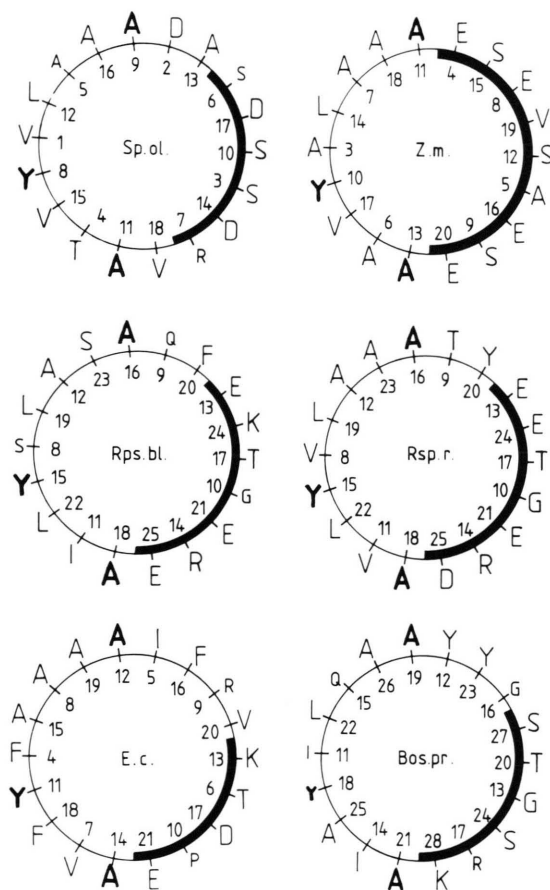 A D A S D S S D R V A T V Y V L A A
9 2 13 6 17 10 3 14 7 18 11 4 15 8 1 12 5 16
Sp.ol.
A E S E V S A E S E A A V Y A L A A
11 4 15 8 19 12 5 16 9 20 13 6 17 10 3 14 7 18
Z.m.
A Q F E K T G E R E A I L Y S L A S
16 9 20 13 24 17 10 21 14 25 18 11 22 15 8 19 12 23
Rps.bl.
A T Y E E T G E R D A V L Y V L A A
16 9 20 13 24 17 10 21 14 25 18 11 22 15 8 19 12 23
Rsp.r.
A I F R V K T D P E A V F Y F A A A
12 5 16 9 20 13 6 17 10 21 14 7 18 11 4 15 8 19
E.c.
A Y Y G S T G S R K A I A Y I L Q A
19 12 23 16 27 20 13 24 17 28 21 14 25 18 11 22 15 26
Bos.pr.